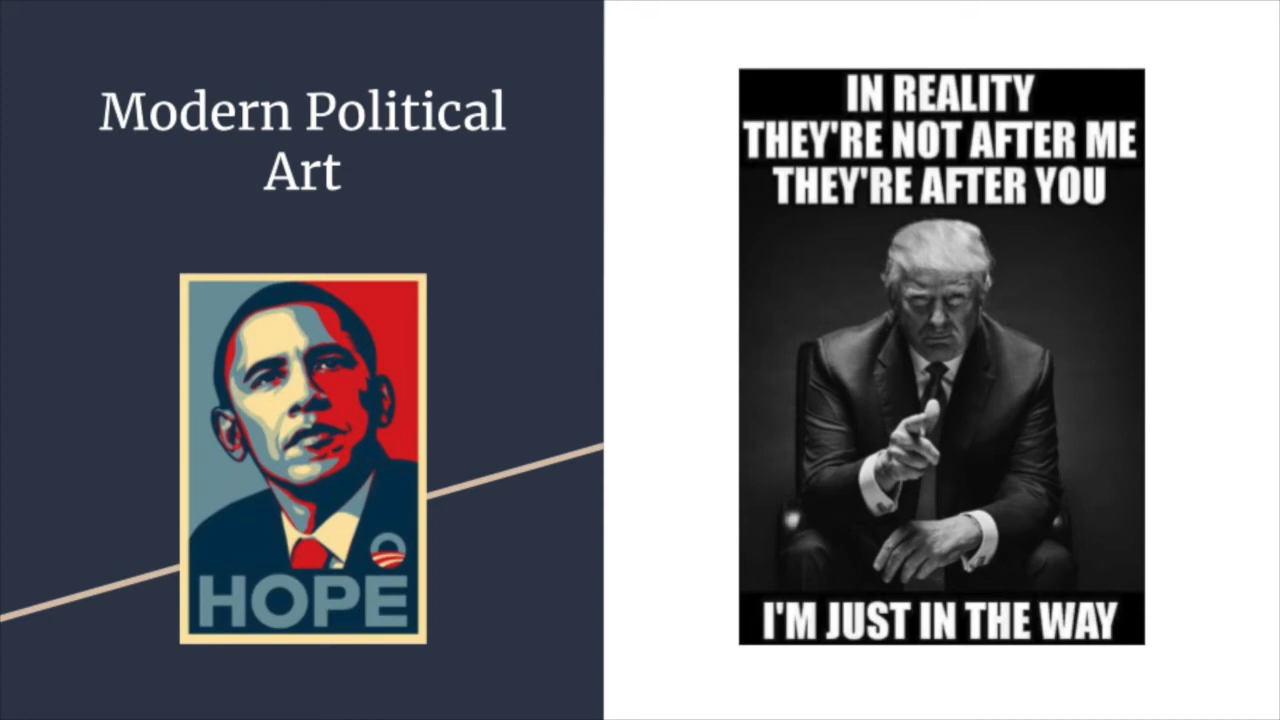 Modern Political
Art
HOPE
IN REALITY
THEY'RE NOT AFTER ME
THEY'RE AFTER YOU
I'M JUST IN THE WAY